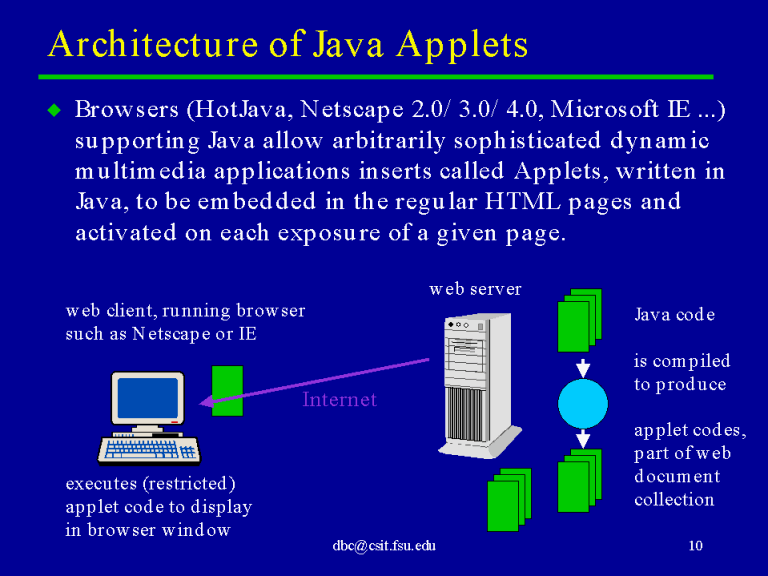 Architecture of Java Applets
Browsers (HotJava, Netscape 2.0/ 3.0/ 4.0, Microsoft IE ...)
supporting Java allow arbitrarily sophisticated dynamic
multimedia applications inserts called Applets, written in
Java, to be embedded in the regular HTML pages and
activated on each exposure of a given page.
web server
web client, running browser
such as Netscape or IE
Java code
is compiled
to produce
Internet
applet codes,
part of web
document
collection
executes (restricted)
applet code to display
in browser window
dbc@csit.fsu.edu
10